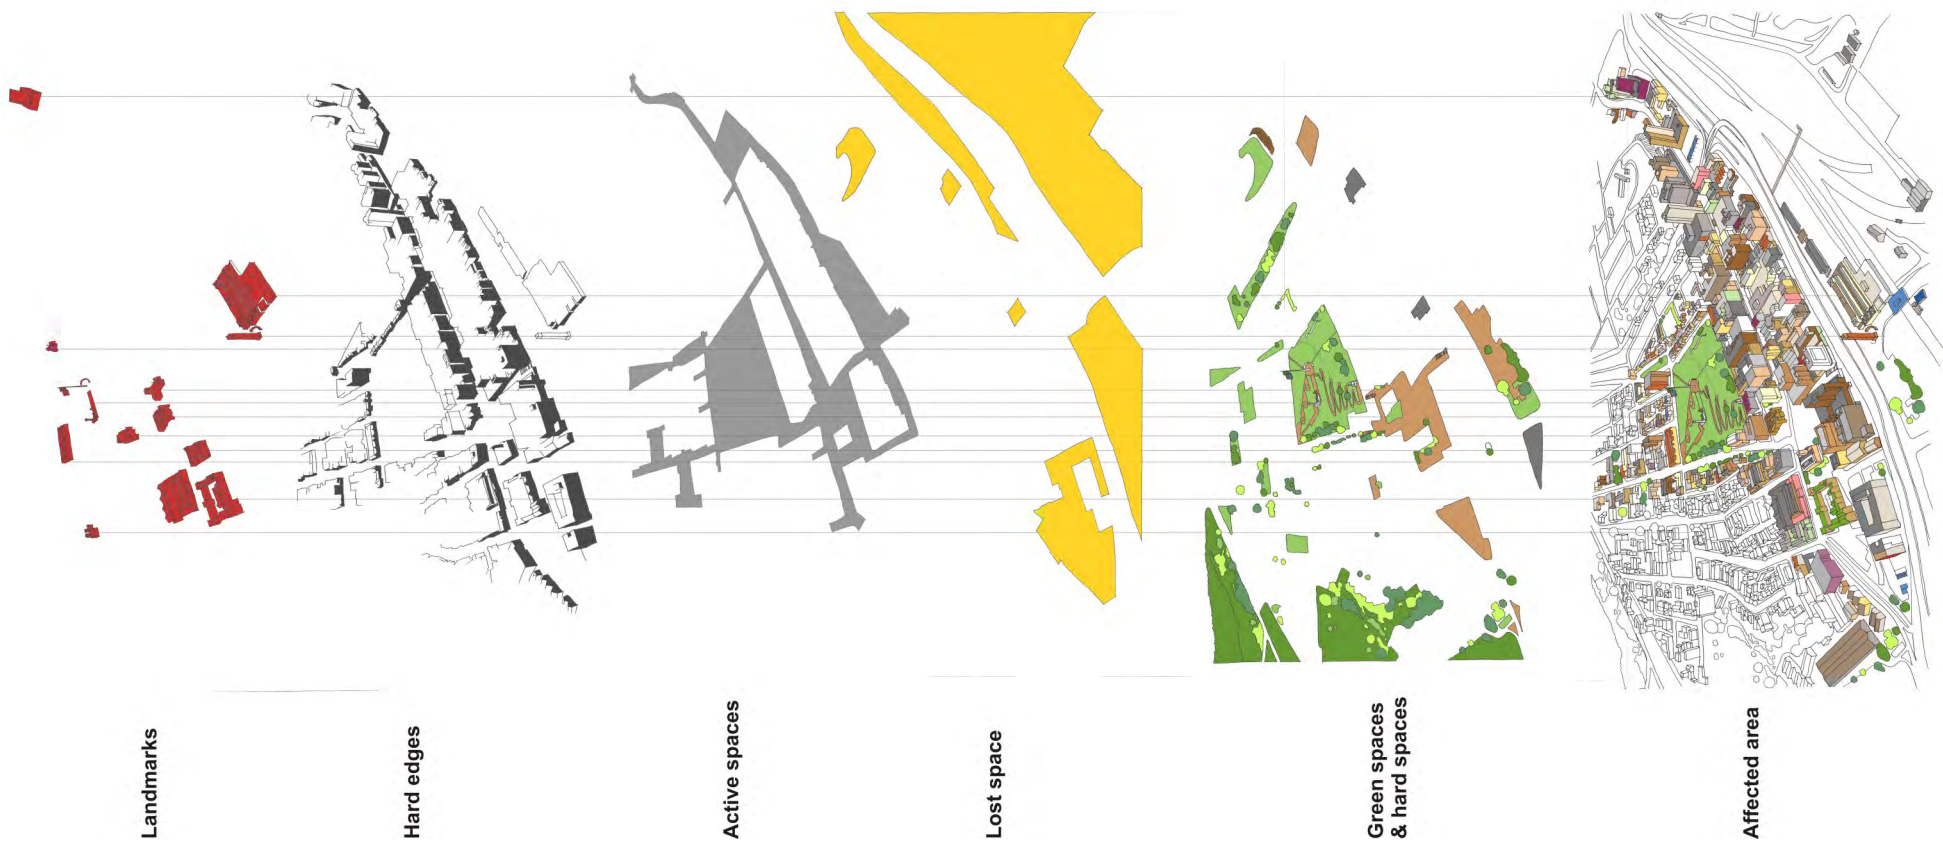 Landmarks
Hard edges
Active spaces
Lost space
Green spaces
& hard spaces
Affected area